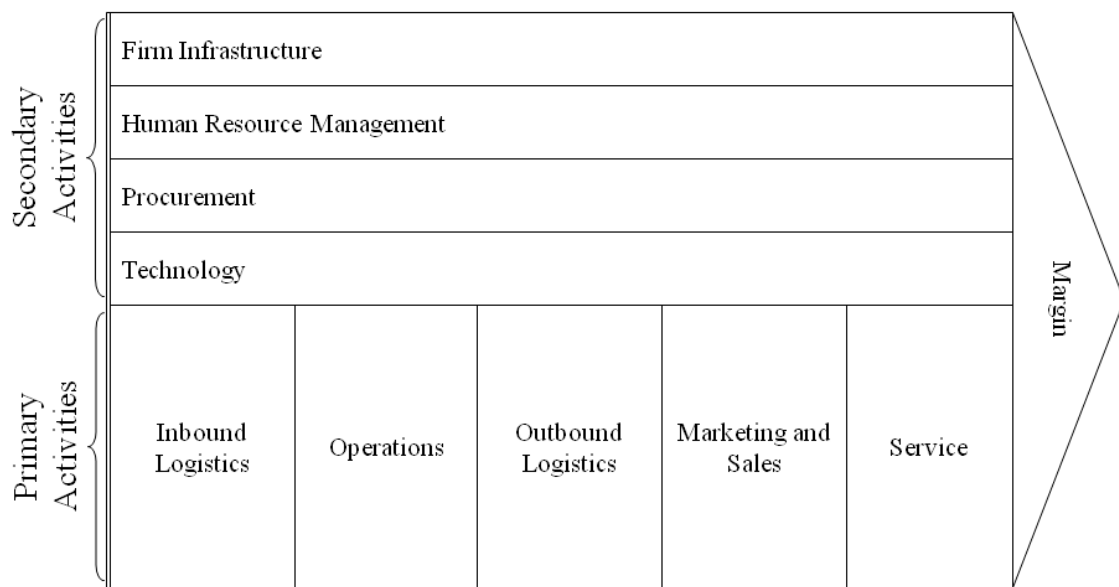 Secondary
Activities
Firm Infrastructure
Human Resource Management
Procurement
Technology
Margin
Primary
Activities
Inbound
Logistics
Operations
Outbound
Logistics
Marketing and
Sales
Service